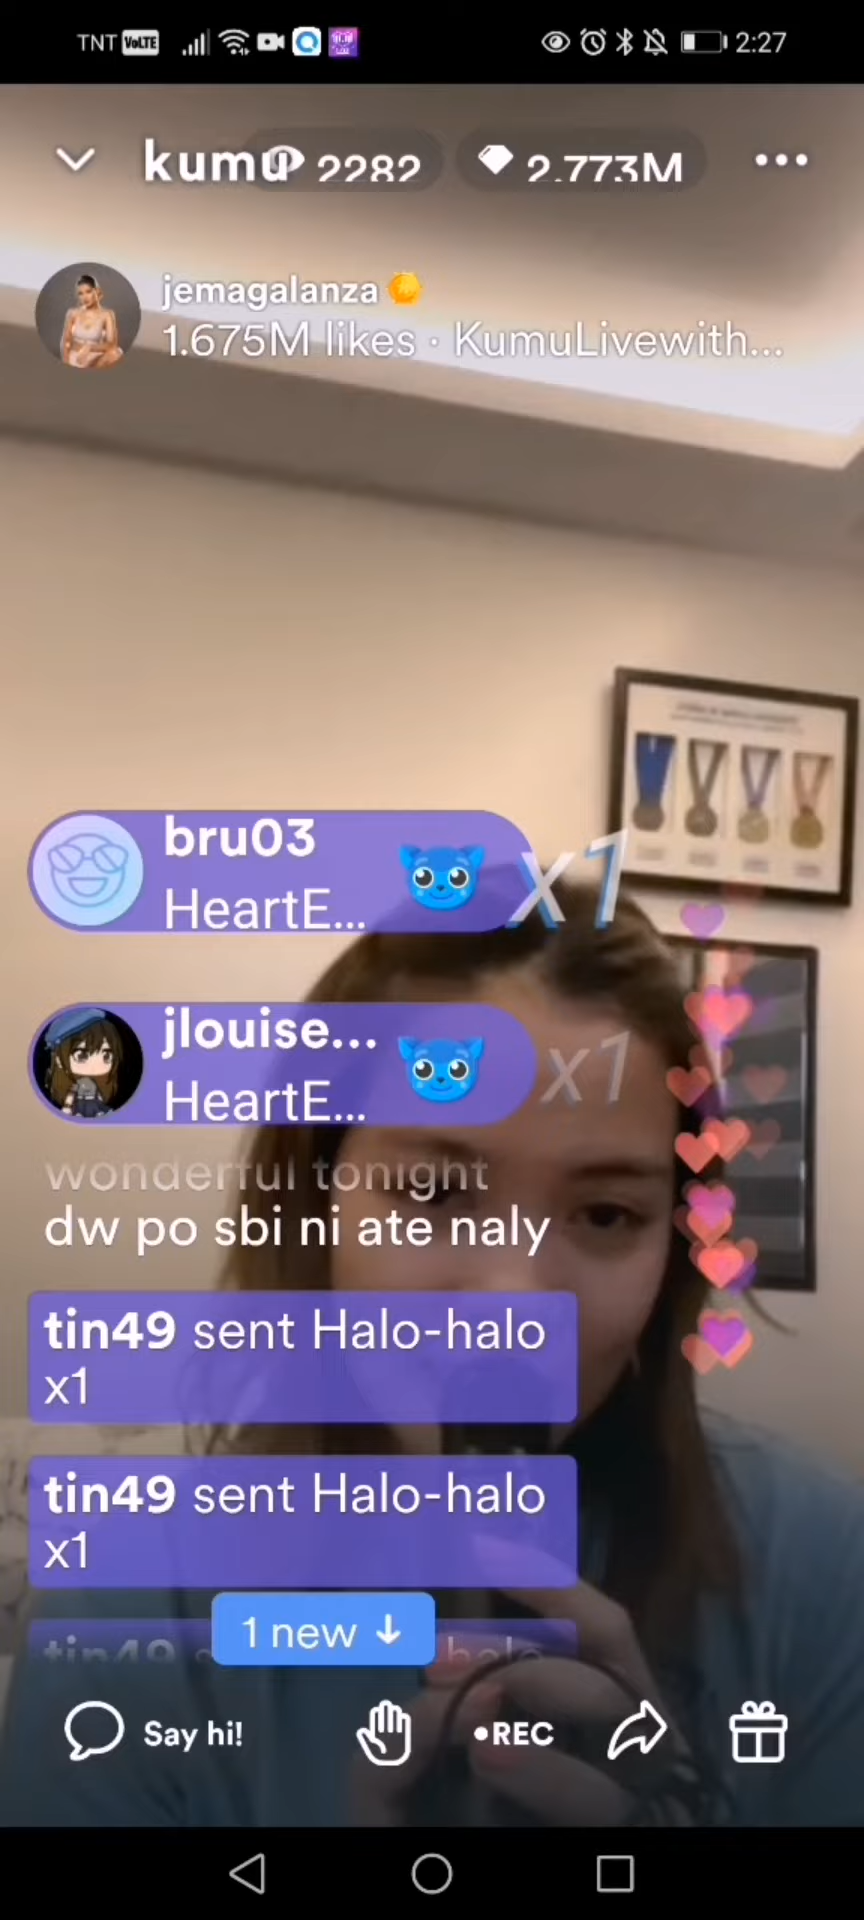 TNT VoLTE 2:27
kumu 2282 2.773M
jemagalanza
1.675M likes · KumuLivewith...
bru03
HeartE... x1
jlouise...
HeartE... x1
wonderful tonight
dw po sbi ni ate naly
tin49 sent Halo-halo
x1
tin49 sent Halo-halo
x1
1 new
Say hi! •REC